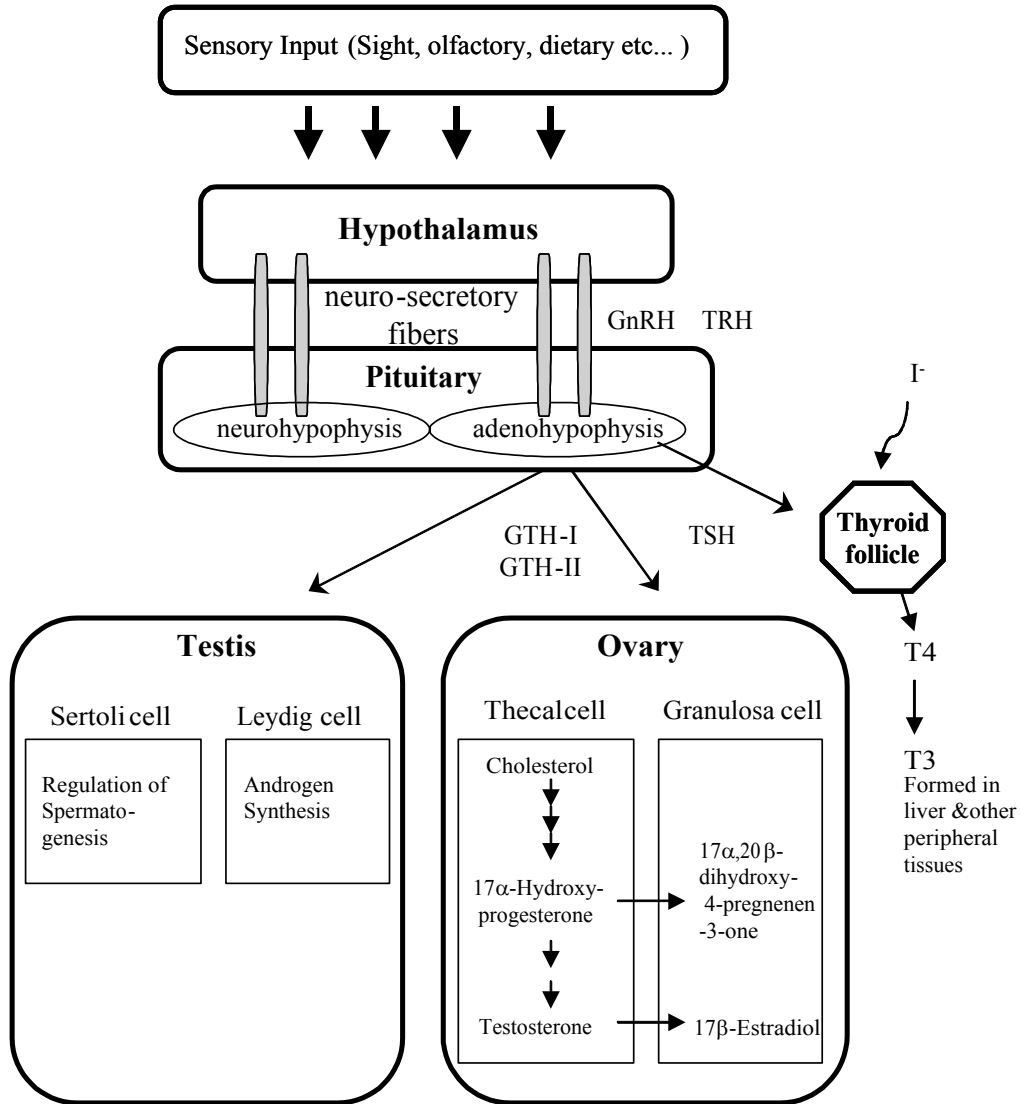 Sensory Input (Sight, olfactory, dietary etc... )
Hypothalamus
neuro-secretory
fibers
GnRH TRH
Pituitary
neurohypophysis
adenohypophysis
I-
Thyroid
follicle
GTH-I
GTH-II
TSH
T4
T3
Formed in
liver &other
peripheral
tissues
Testis
Sertoli cell
Regulation of
Spermato-
genesis
Leydig cell
Androgen
Synthesis
Ovary
Thecal cell
Cholesterol
17α-Hydroxy-
progesterone
Testosterone
Granulosa cell
17α,20β-
dihydroxy-
4-pregnenen
-3-one
17β-Estradiol